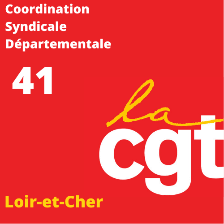 Coordination
Syndicale
Départementale
41
la
cgt
Loir-et-Cher